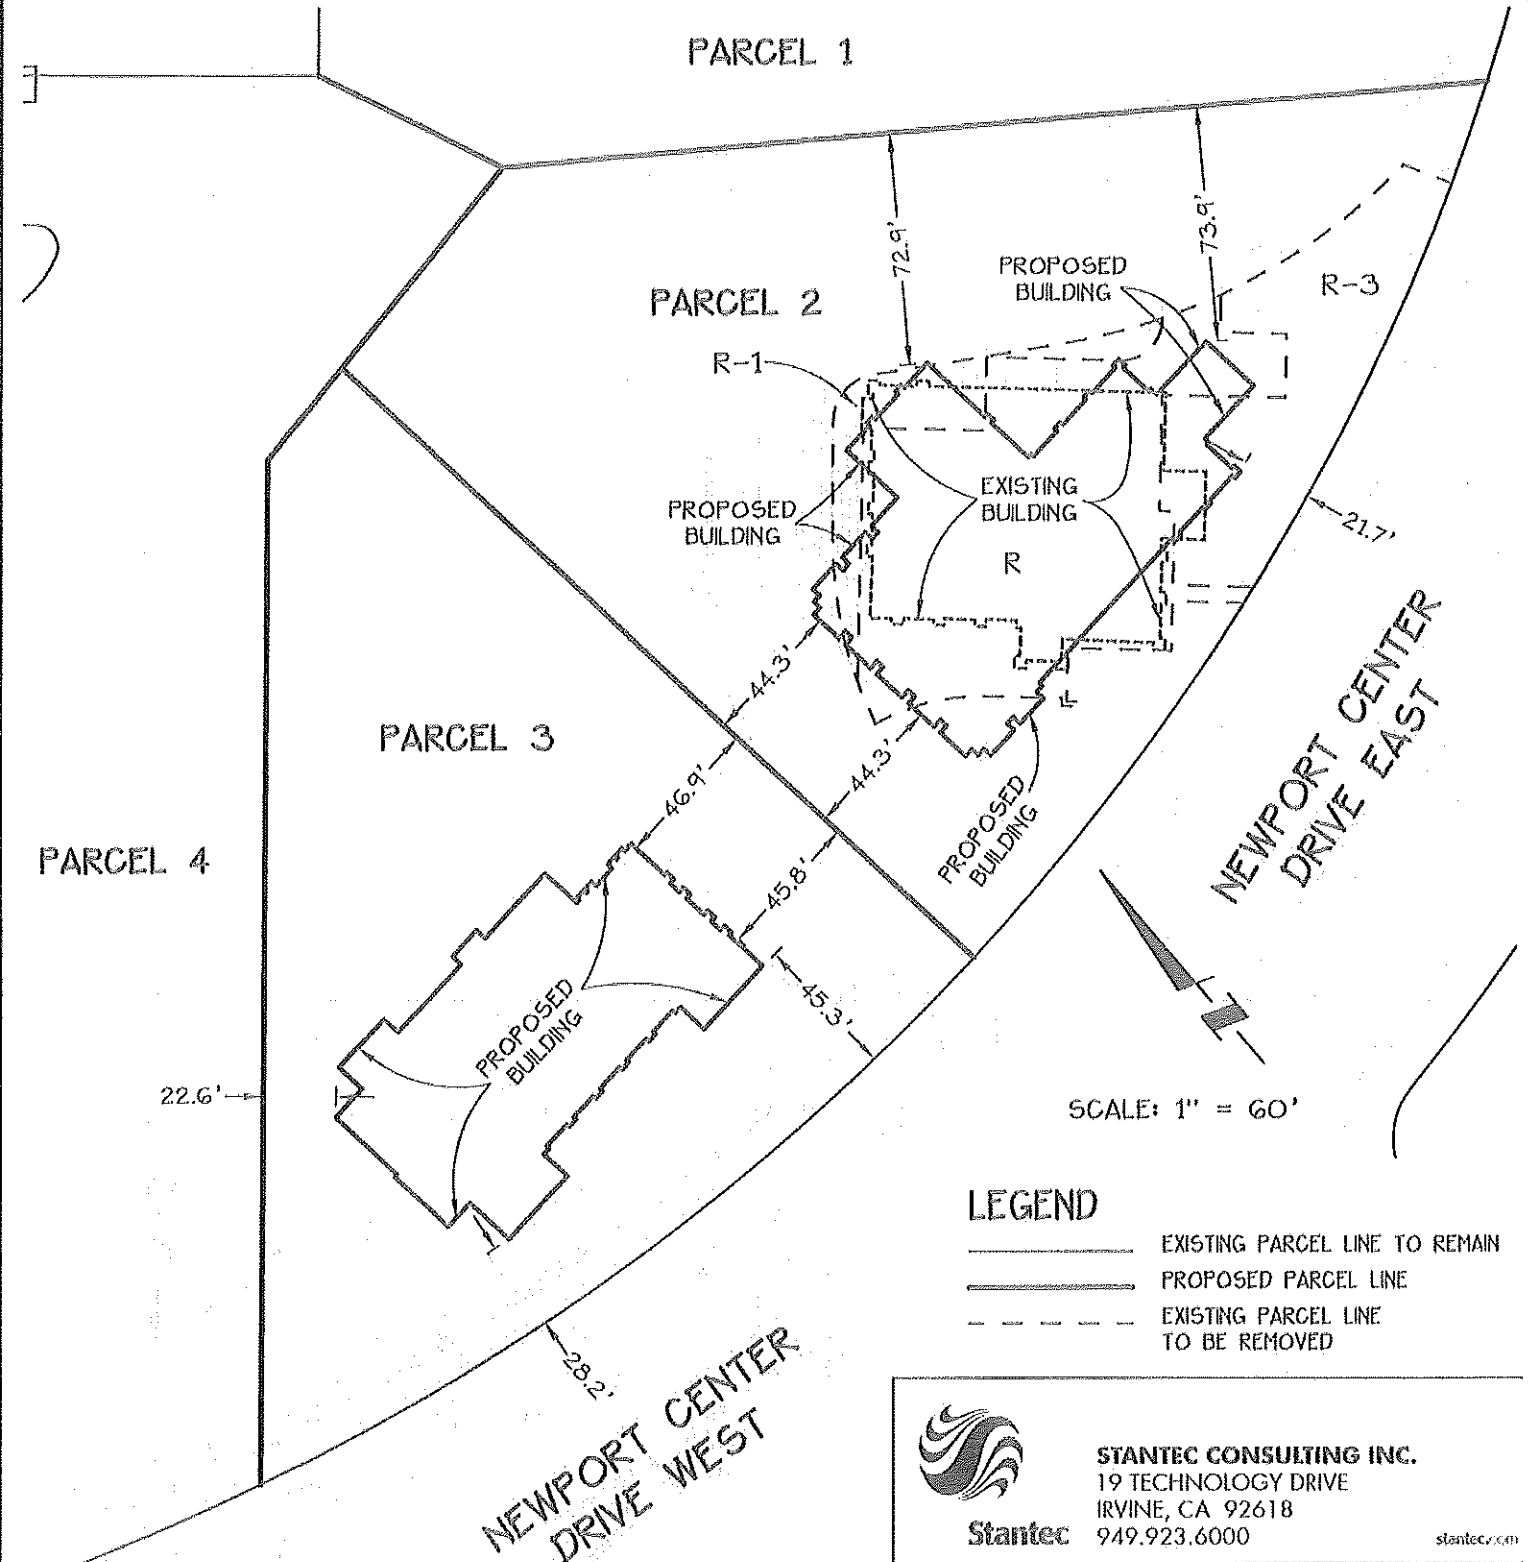 PARCEL 1
72.9'
73.9'
PROPOSED
BUILDING
R-3
PARCEL 2
R-1
EXISTING
BUILDING
PROPOSED
BUILDING
21.7'
R
44.3'
PARCEL 3
46.9'
44.3'
PROPOSED
BUILDING
NEWPORT CENTER
DRIVE EAST
PARCEL 4
45.8'
45.3'
PROPOSED
BUILDING
22.6'
SCALE: 1" = 60'
LEGEND
EXISTING PARCEL LINE TO REMAIN
PROPOSED PARCEL LINE
EXISTING PARCEL LINE
TO BE REMOVED
28.2'
NEWPORT CENTER
DRIVE WEST
STANTEC CONSULTING INC.
19 TECHNOLOGY DRIVE
IRVINE, CA 92618
949.923.6000
Stantec
stantec.com